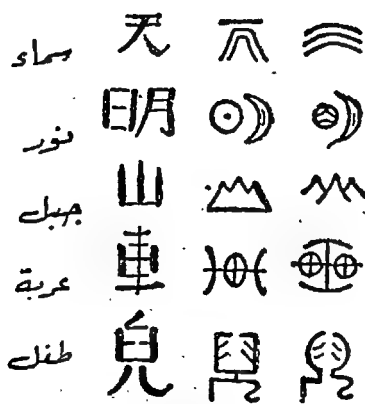 سماء 天
نور 明
جبل 山
عربة 車
طفل 兒